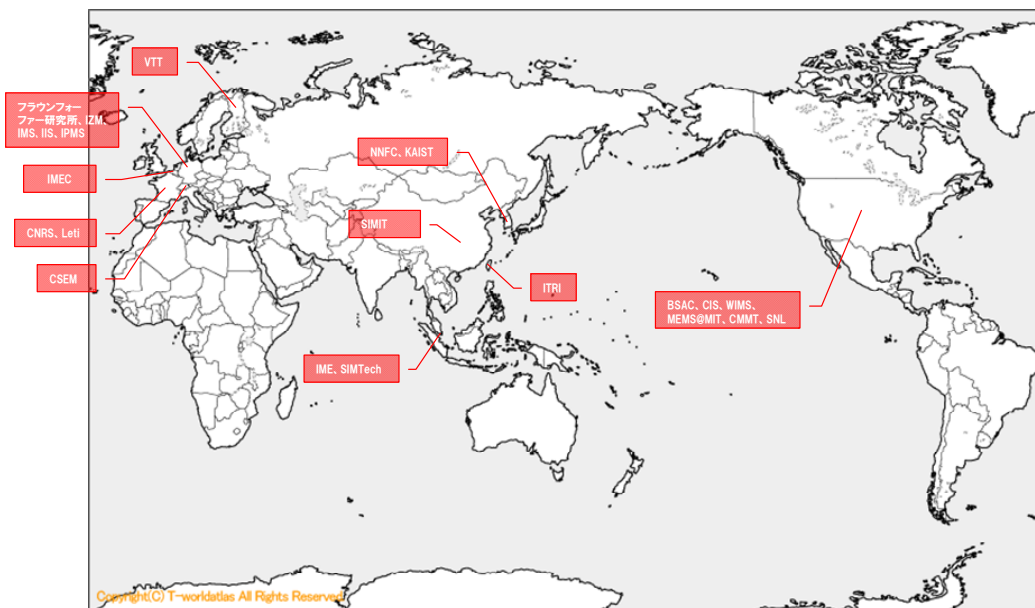 VTT
フラウンフォー
ファー研究所、IZM、
IMS、IIS、IPMS
NNFC、KAIST
IMEC
SIMIT
CNRS、Leti
CSEM
ITRI
BSAC、CIS、WIMS、
MEMS@MIT、CMMT、SNL
IME、SIMTech
Copyright(C) T-worldatlas All Rights Reserved